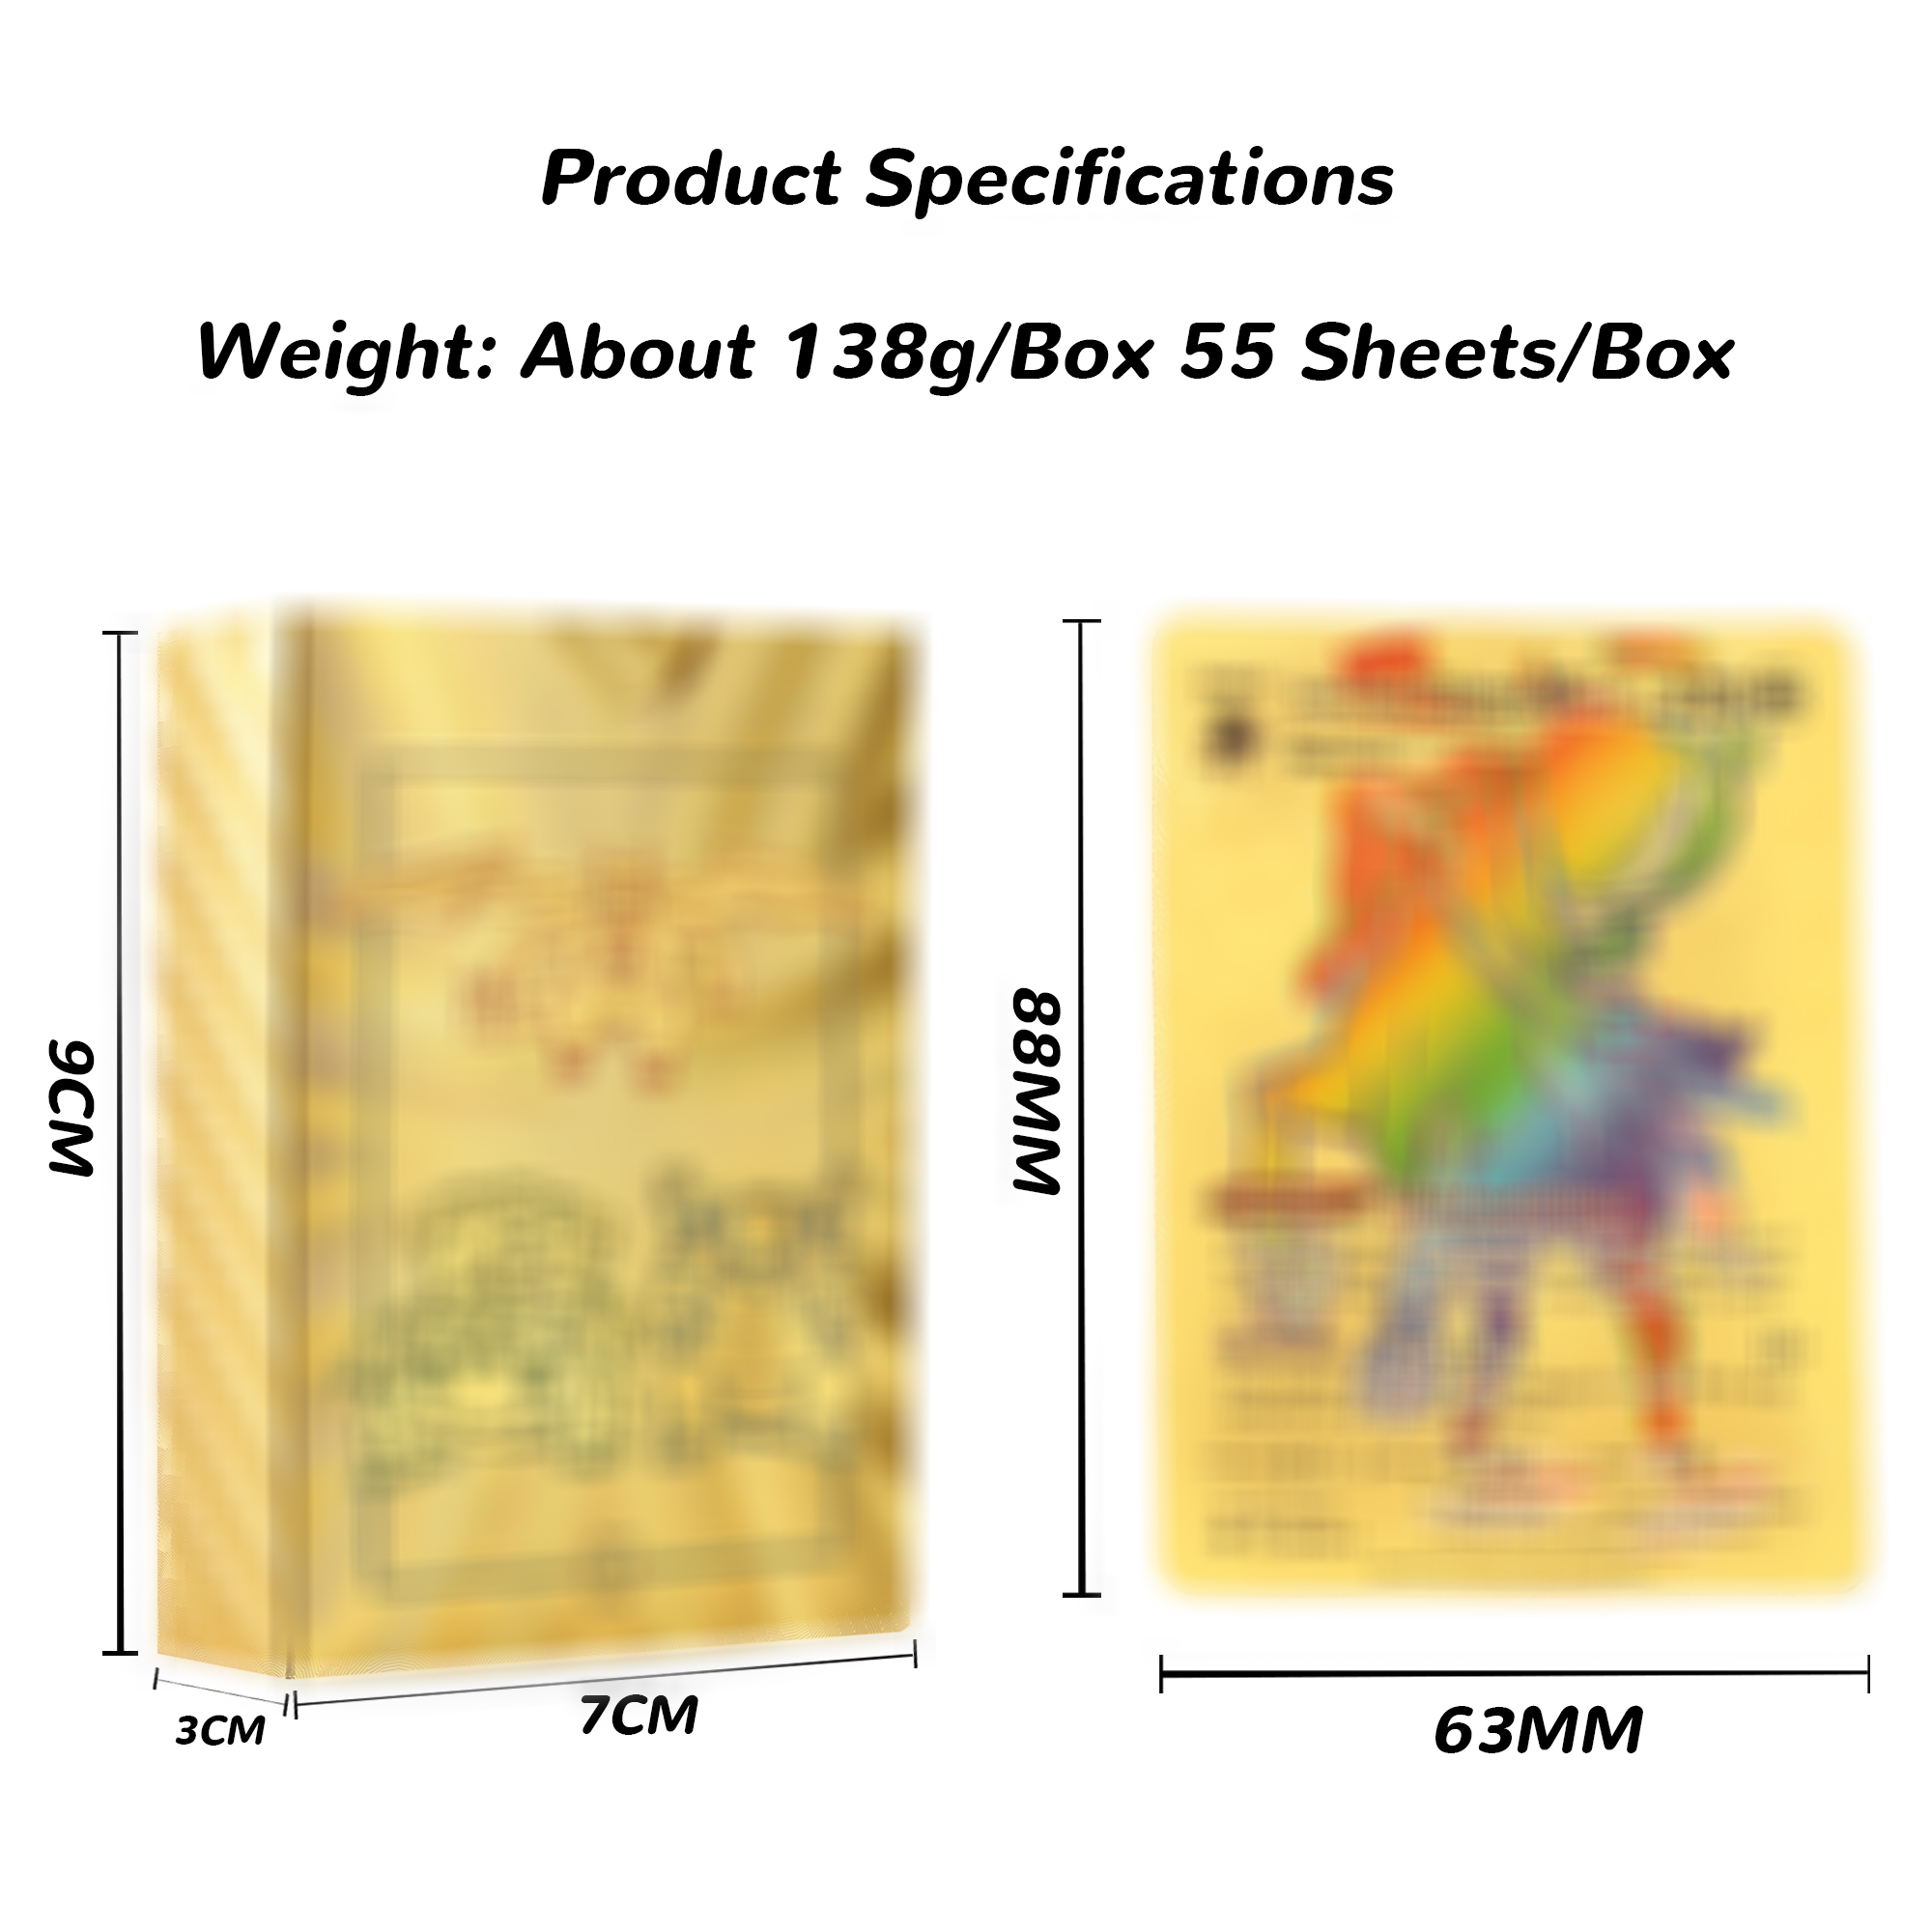 Product Specifications
Weight: About 138g/Box 55 Sheets/Box
9CM
3CM
7CM
88MM
63MM